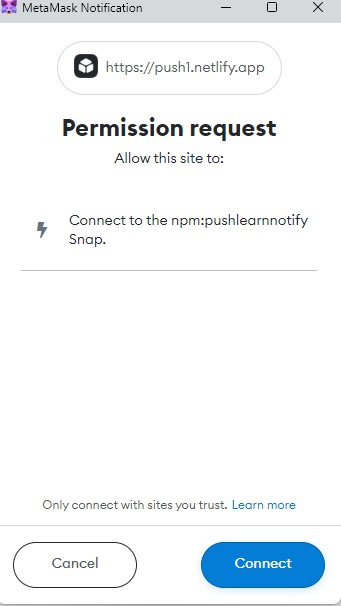 MetaMask Notification
https://push1.netlify.app
Permission request
Allow this site to:
Connect to the npm:pushlearnnotify
Snap.
Only connect with sites you trust. Learn more
Cancel
Connect